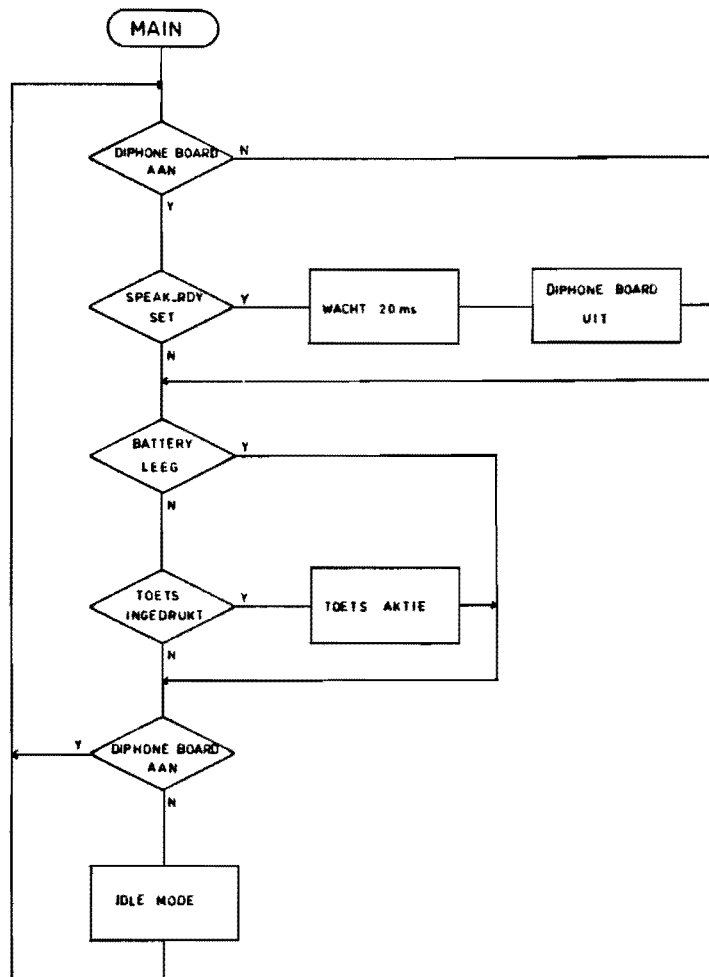 MAIN
DIPHONE BOARD
AAN
N
Y
SPEAK_RDY
SET
Y
WACHT 20 ms
DIPHONE BOARD
UIT
N
BATTERY
LEEG
Y
N
TOETS
INGEDRUKT
Y
TOETS AKTIE
N
DIPHONE BOARD
AAN
Y
N
IDLE MODE